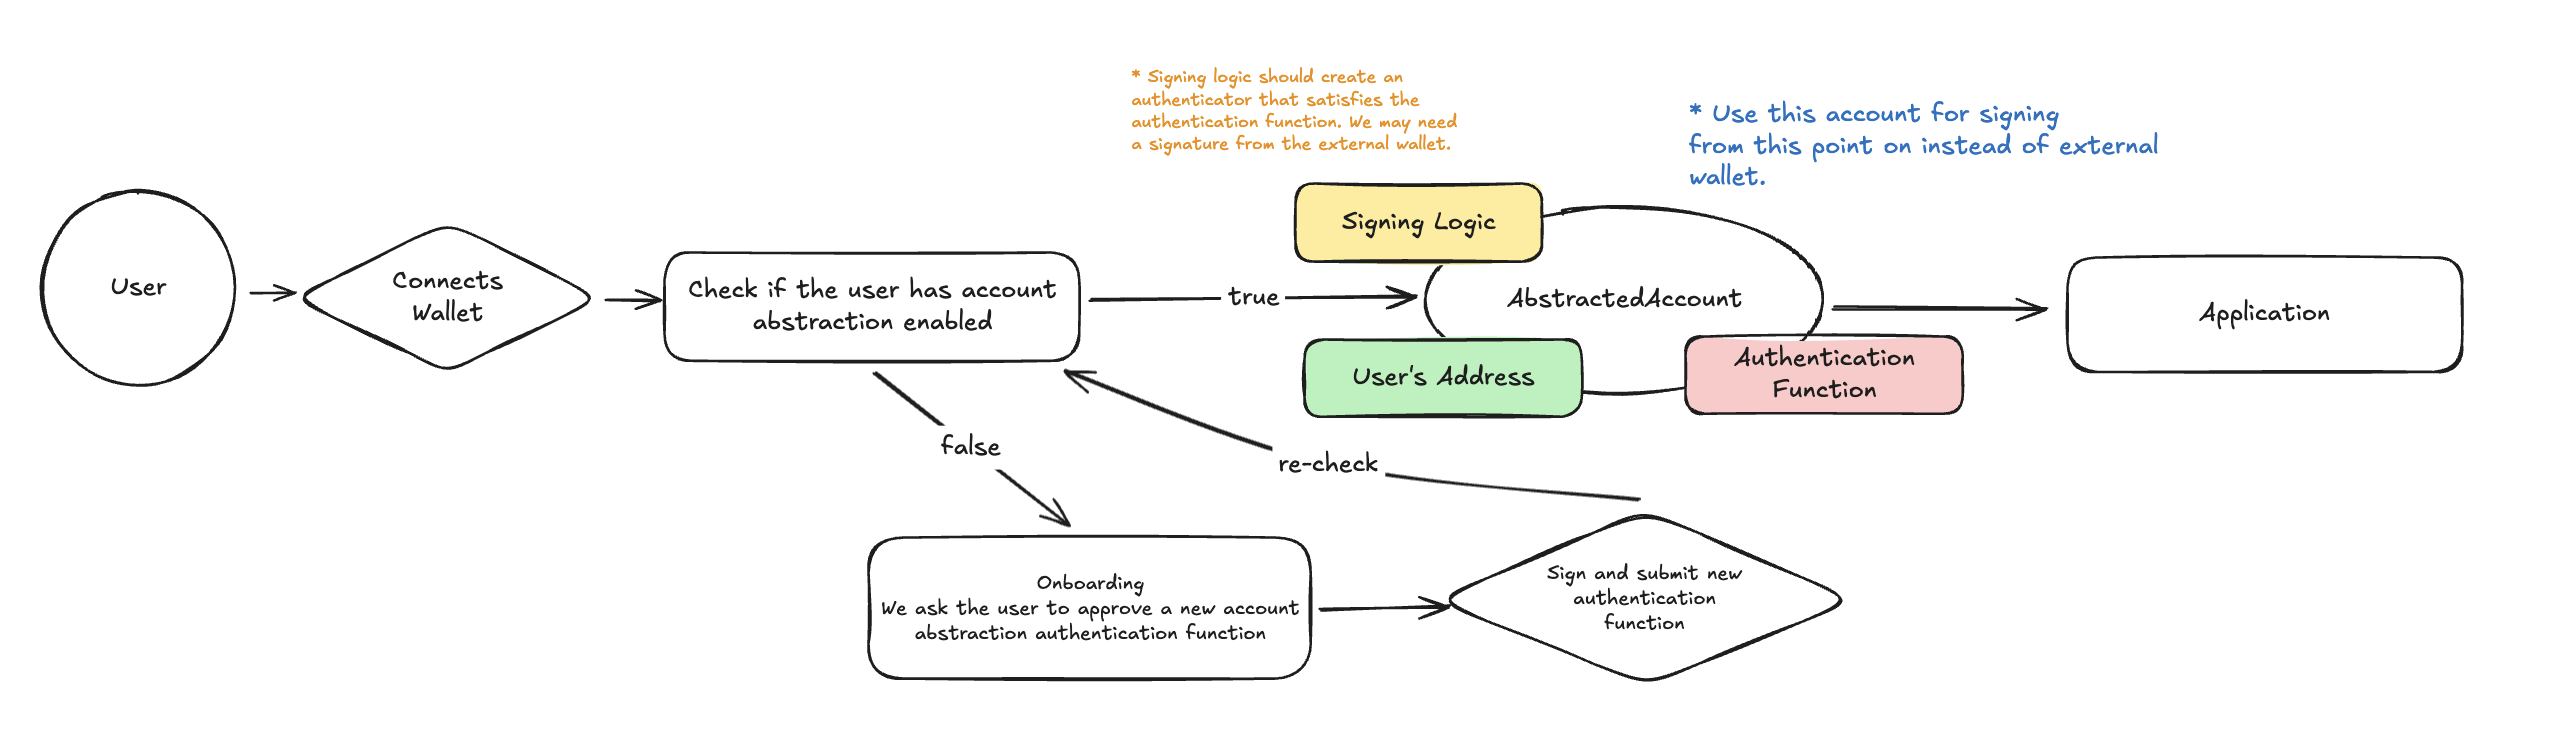 * Signing logic should create an
authenticator that satisfies the
authentication function. We may need
a signature from the external wallet.
* Use this account for signing
from this point on instead of external
wallet.
User
Connects
Wallet
Check if the user has account
abstraction enabled
true
Signing Logic
AbstractedAccount
User's Address
Authentication
Function
Application
false
re-check
Onboarding
We ask the user to approve a new account
abstraction authentication function
Sign and submit new
authentication
function